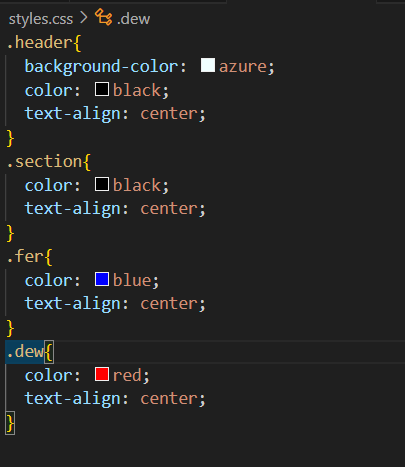 styles.css > .dew
.header{
  background-color: azure;
  color: black;
  text-align: center;
}
.section{
  color: black;
  text-align: center;
}
.fer{
  color: blue;
  text-align: center;
}
.dew{
  color: red;
  text-align: center;
}